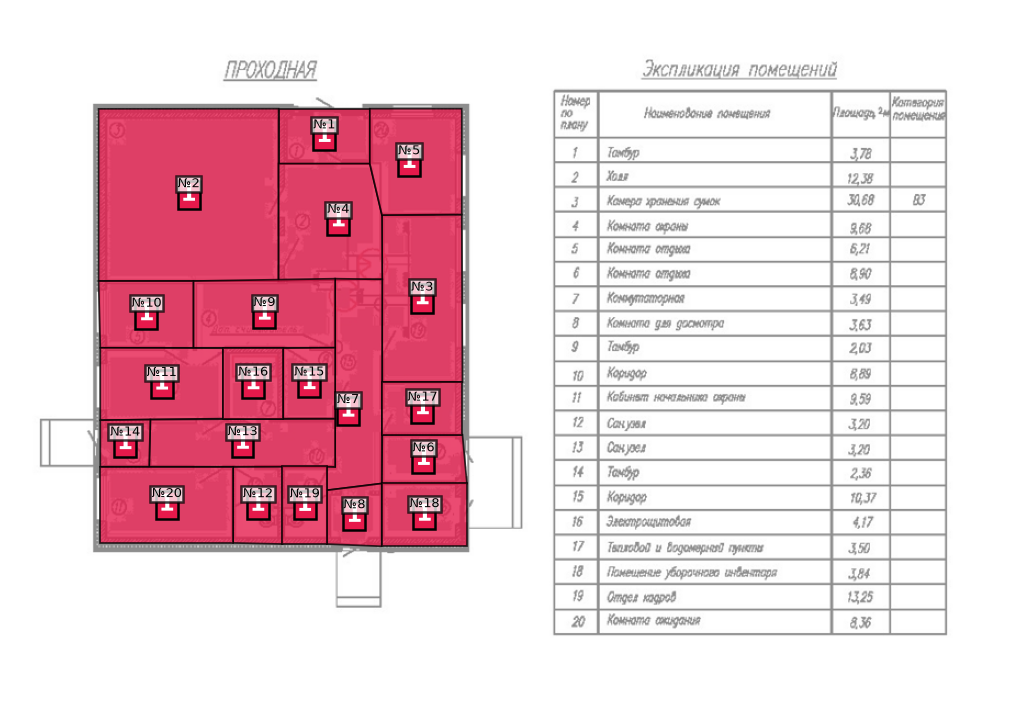 ПРОХОДНАЯ
№1
№2
№5
№4
№3
№10
№9
№11
№16
№15
№7
№17
№14
№13
№6
№20
№12
№19
№8
№18
Экспликация помещений
Номер по плану Наименование помещения Площадь, м² Категория помещения
1 Тамбур 3,78
2 Холл 12,38
3 Камера хранения сумок 30,68 В3
4 Комната охраны 9,68
5 Комната отдыха 6,21
6 Комната отдыха 8,90
7 Коммутаторная 3,49
8 Комната для досмотра 3,63
9 Тамбур 2,03
10 Коридор 8,89
11 Кабинет начальника охраны 9,59
12 Сан.узел 3,20
13 Сан.узел 3,20
14 Тамбур 2,36
15 Коридор 10,37
16 Электрощитовая 4,17
17 Тепловой и водомерный пункты 3,50
18 Помещение уборочного инвентаря 3,84
19 Отдел кадров 13,25
20 Комната ожидания 8,36